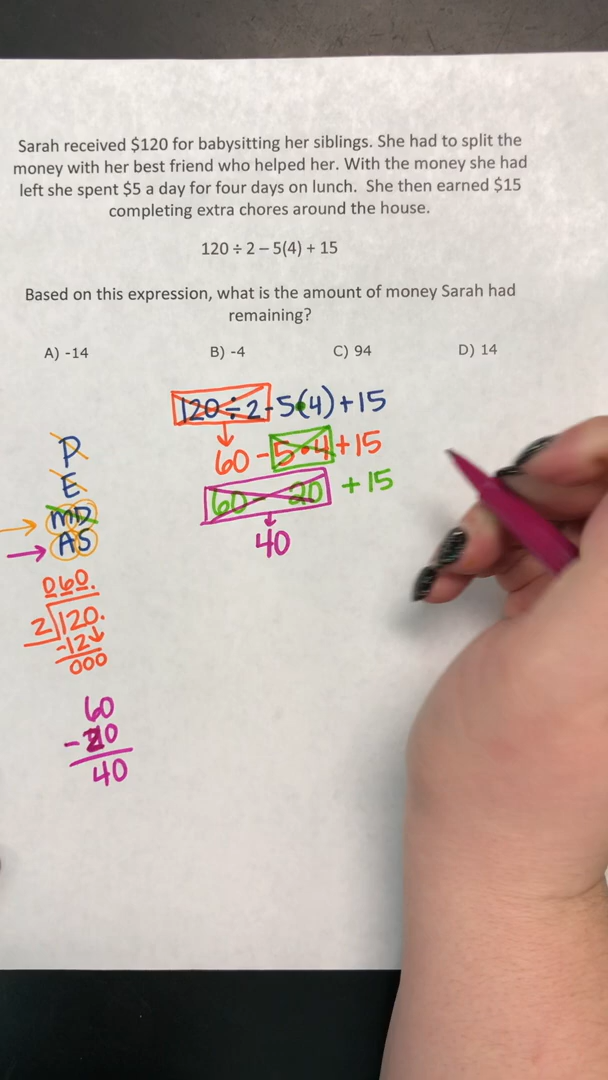 Sarah received $120 for babysitting her siblings. She had to split the
money with her best friend who helped her. With the money she had
left she spent $5 a day for four days on lunch. She then earned $15
completing extra chores around the house.
120 ÷ 2 – 5(4) + 15
Based on this expression, what is the amount of money Sarah had
remaining?
A) -14 B) -4 C) 94 D) 14
120 ÷ 2 - 5(4) + 15
60 - 5 • 4 + 15
60 - 20 + 15
40
P
E
MD
AS
060.
2 120.
-12
000
60
- 20
40